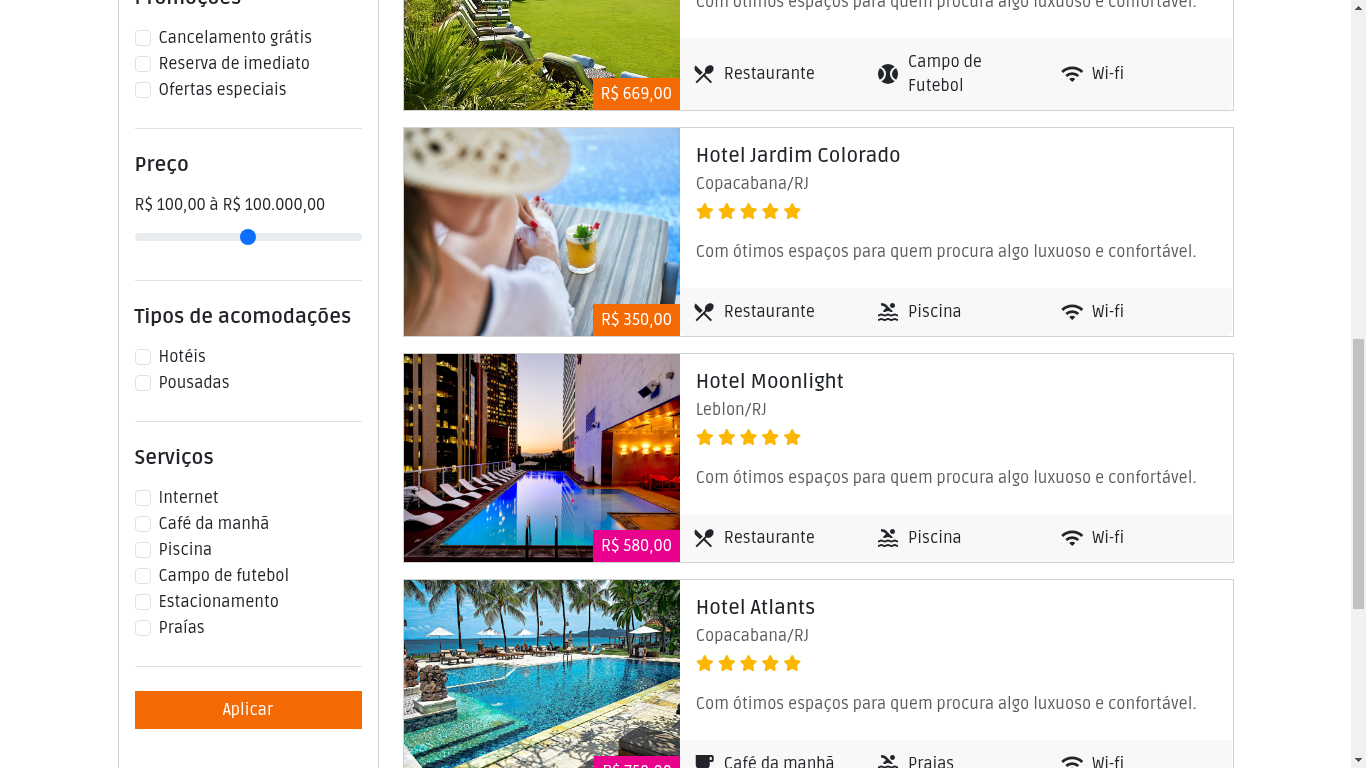 Promoções
Cancelamento grátis
Reserva de imediato
Ofertas especiais
Preço
R$ 100,00 à R$ 100.000,00
Tipos de acomodações
Hotéis
Pousadas
Serviços
Internet
Café da manhã
Piscina
Campo de futebol
Estacionamento
Praías
Aplicar
Com ótimos espaços para quem procura algo luxuoso e confortável.
R$ 669,00
Restaurante
Campo de
Futebol
Wi-fi
Hotel Jardim Colorado
Copacabana/RJ
Com ótimos espaços para quem procura algo luxuoso e confortável.
R$ 350,00
Restaurante
Piscina
Wi-fi
Hotel Moonlight
Leblon/RJ
Com ótimos espaços para quem procura algo luxuoso e confortável.
R$ 580,00
Restaurante
Piscina
Wi-fi
Hotel Atlants
Copacabana/RJ
Com ótimos espaços para quem procura algo luxuoso e confortável.
R$ 750,00
Café da manhã
Praias
Wi-fi